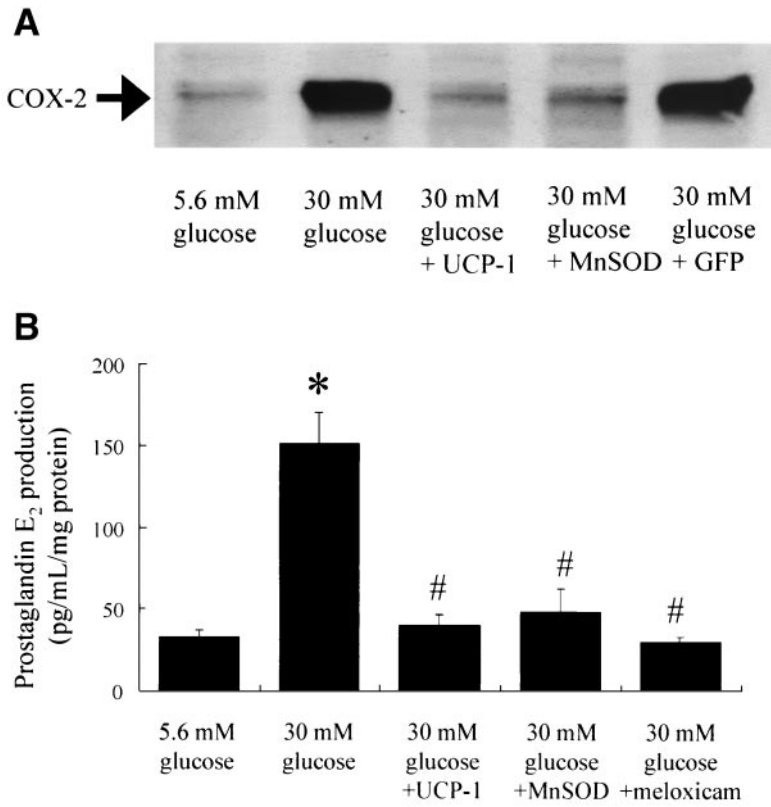 A
COX-2
5.6 mM 30 mM 30 mM 30 mM 30 mM
glucose glucose glucose glucose glucose
+ UCP-1 + MnSOD + GFP
B
Prostaglandin E₂ production
(pg/mL/mg protein)
200
150
100
50
0
*
#
#
#
5.6 mM 30 mM 30 mM 30 mM 30 mM
glucose glucose glucose glucose glucose
+UCP-1 +MnSOD +meloxicam